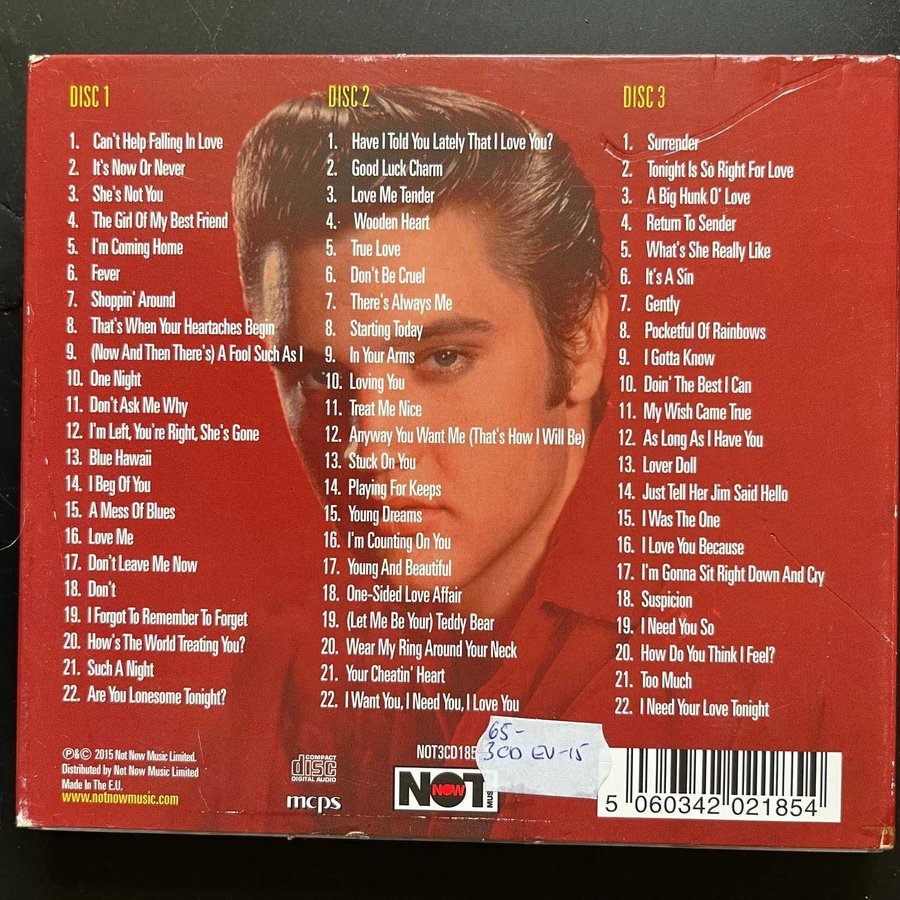 DISC 1
1. Can't Help Falling In Love
2. It's Now Or Never
3. She's Not You
4. The Girl Of My Best Friend
5. I'm Coming Home
6. Fever
7. Shoppin' Around
8. That's When Your Heartaches Begin
9. (Now And Then There's) A Fool Such As I
10. One Night
11. Don't Ask Me Why
12. I'm Left, You're Right, She's Gone
13. Blue Hawaii
14. I Beg Of You
15. A Mess Of Blues
16. Love Me
17. Don't Leave Me Now
18. Don't
19. I Forgot To Remember To Forget
20. How's The World Treating You?
21. Such A Night
22. Are You Lonesome Tonight?
DISC 2
1. Have I Told You Lately That I Love You?
2. Good Luck Charm
3. Love Me Tender
4. Wooden Heart
5. True Love
6. Don't Be Cruel
7. There's Always Me
8. Starting Today
9. In Your Arms
10. Loving You
11. Treat Me Nice
12. Anyway You Want Me (That's How I Will Be)
13. Stuck On You
14. Playing For Keeps
15. Young Dreams
16. I'm Counting On You
17. Young And Beautiful
18. One-Sided Love Affair
19. (Let Me Be Your) Teddy Bear
20. Wear My Ring Around Your Neck
21. Your Cheatin' Heart
22. I Want You, I Need You, I Love You
DISC 3
1. Surrender
2. Tonight Is So Right For Love
3. A Big Hunk O' Love
4. Return To Sender
5. What's She Really Like
6. It's A Sin
7. Gently
8. Pocketful Of Rainbows
9. I Gotta Know
10. Doin' The Best I Can
11. My Wish Came True
12. As Long As I Have You
13. Lover Doll
14. Just Tell Her Jim Said Hello
15. I Was The One
16. I Love You Because
17. I'm Gonna Sit Right Down And Cry
18. Suspicion
19. I Need You So
20. How Do You Think I Feel?
21. Too Much
22. I Need Your Love Tonight
℗&© 2015 Not Now Music Limited.
Distributed by Not Now Music Limited
Made In The E.U.
www.notnowmusic.com
COMPACT
disc
DIGITAL AUDIO
mcps
NOT3CD185
NOT NOW MUS
65-
3CD EV-15
5 060342 021854